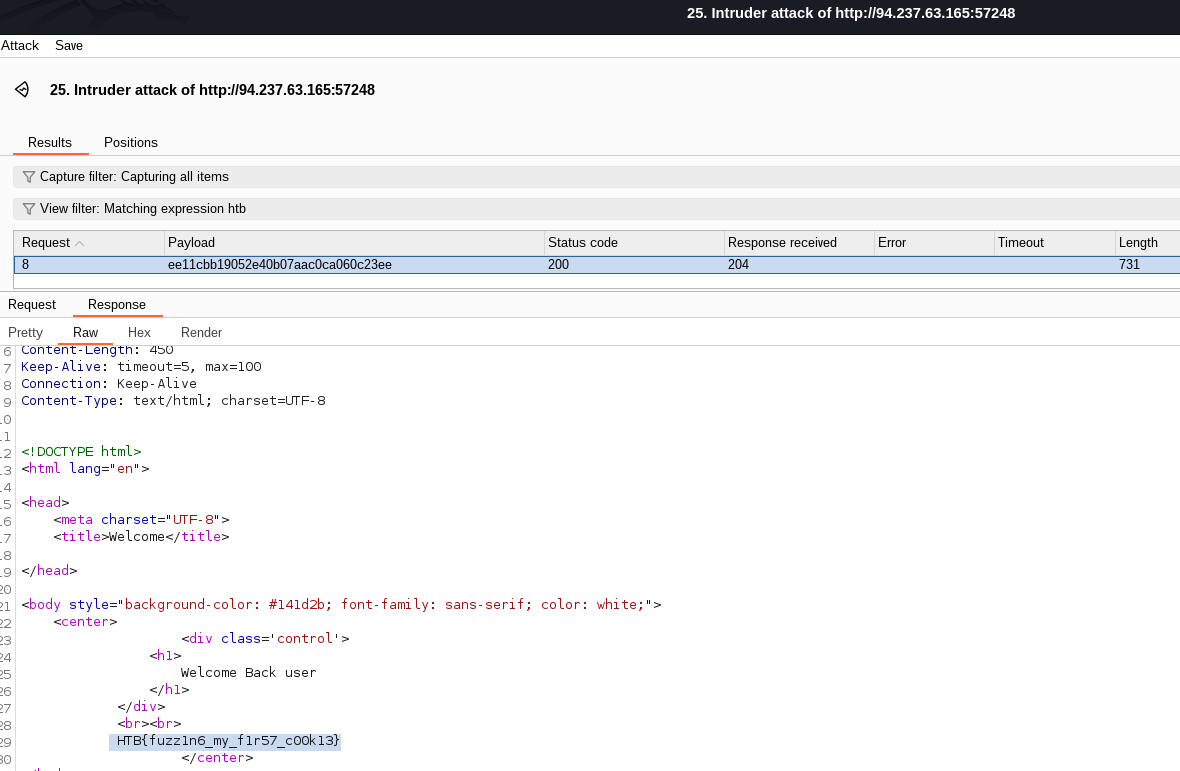 25. Intruder attack of http://94.237.63.165:57248
Attack Save
25. Intruder attack of http://94.237.63.165:57248
Results Positions
Capture filter: Capturing all items
View filter: Matching expression htb
Request Payload Status code Response received Error Timeout Length
8 ee11cbb19052e40b07aac0ca060c23ee 200 204 731
Request Response
Pretty Raw Hex Render
6 Content-Length: 450
7 Keep-Alive: timeout=5, max=100
8 Connection: Keep-Alive
9 Content-Type: text/html; charset=UTF-8
10
11
12 <!DOCTYPE html>
13 <html lang="en">
14
15 <head>
16 <meta charset="UTF-8">
17 <title>Welcome</title>
18
19 </head>
20
21 <body style="background-color: #141d2b; font-family: sans-serif; color: white;">
22 <center>
23 <div class='control'>
24 <h1>
25 Welcome Back user
26 </h1>
27 </div>
28 <br><br>
29 HTB{fuzz1n6_my_f1r57_c00k13}
30 </center>